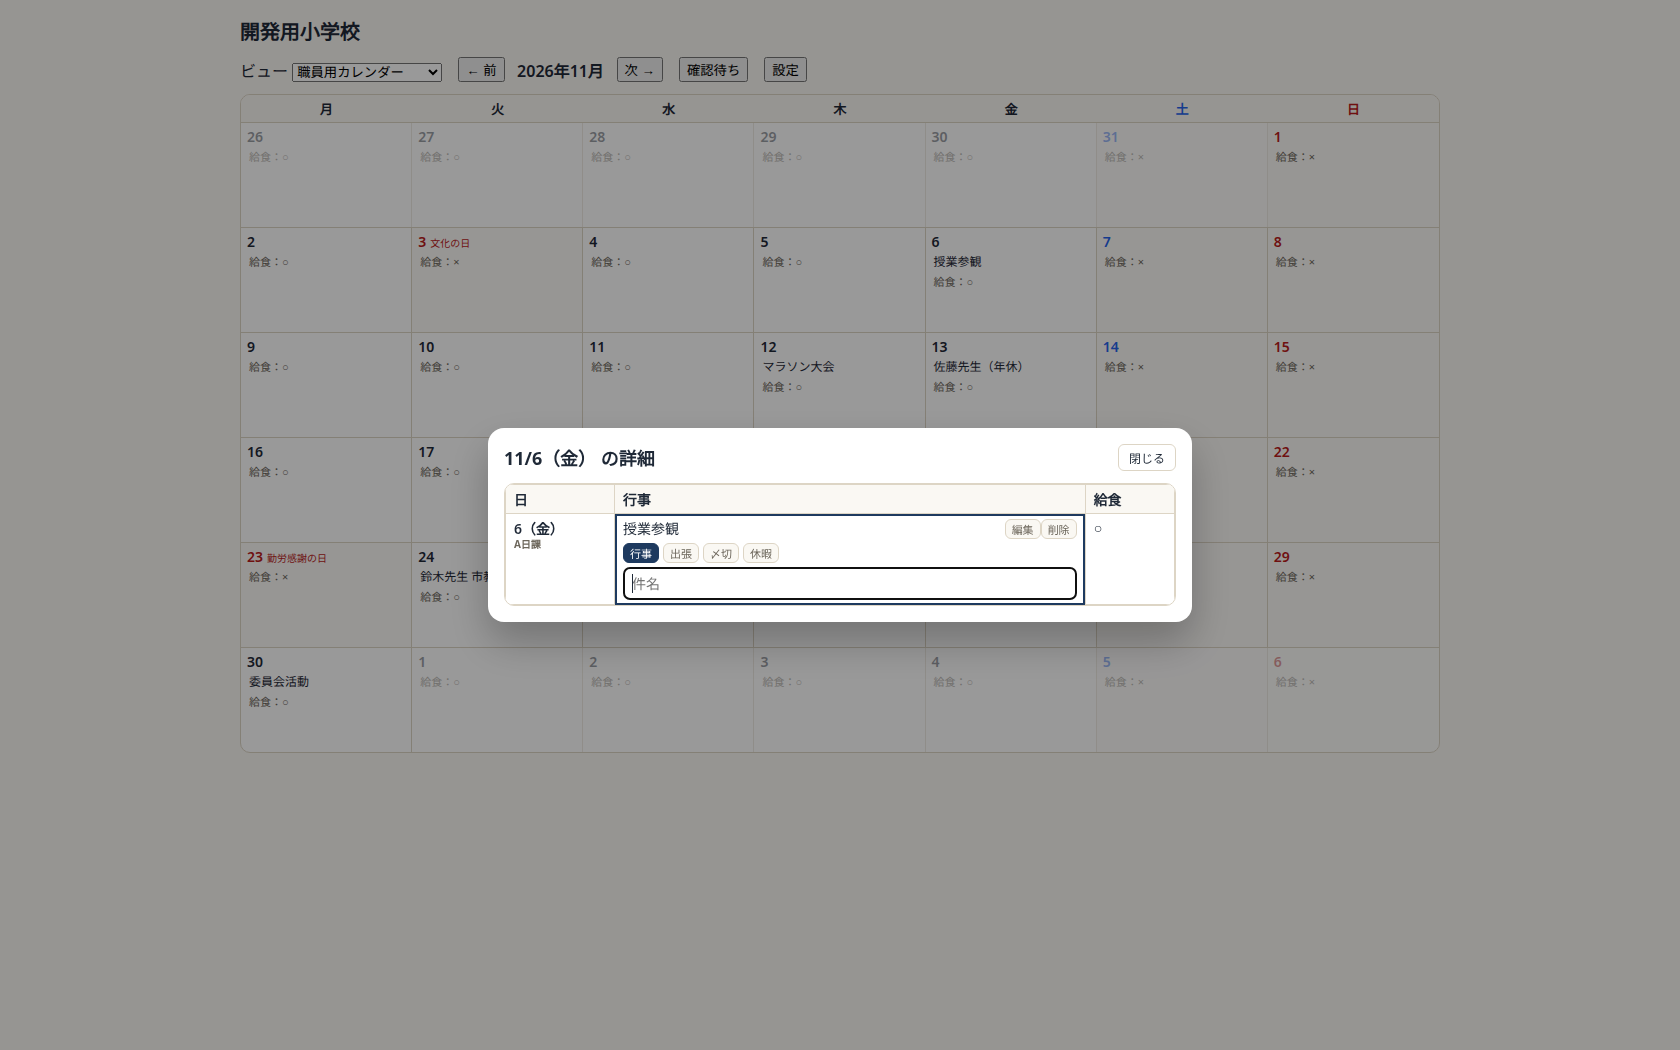 開発用小学校
ビュー 職員用カレンダー ← 前 2026年11月 次 → 確認待ち 設定
月 火 水 木 金 土 日
26 27 28 29 30 31 1
給食：○ 給食：○ 給食：○ 給食：○ 給食：○ 給食：× 給食：×
2 3 文化の日 4 5 6 7 8
給食：○ 給食：× 給食：○ 給食：○ 授業参観 給食：× 給食：×
給食：○
9 10 11 12 13 14 15
給食：○ 給食：○ 給食：○ マラソン大会 佐藤先生（年休） 給食：× 給食：×
給食：○ 給食：○
16 17 22
給食：○ 給食：○ 給食：×
11/6（金） の詳細 閉じる
日 行事 給食
6（金） 授業参観 編集 削除 ○
A日課
行事 出張 〆切 休暇
件名
23 勤労感謝の日 24 29
給食：× 鈴木先生 市 給食：×
給食：○
30 1 2 3 4 5 6
委員会活動 給食：○ 給食：○ 給食：○ 給食：○ 給食：× 給食：×
給食：○